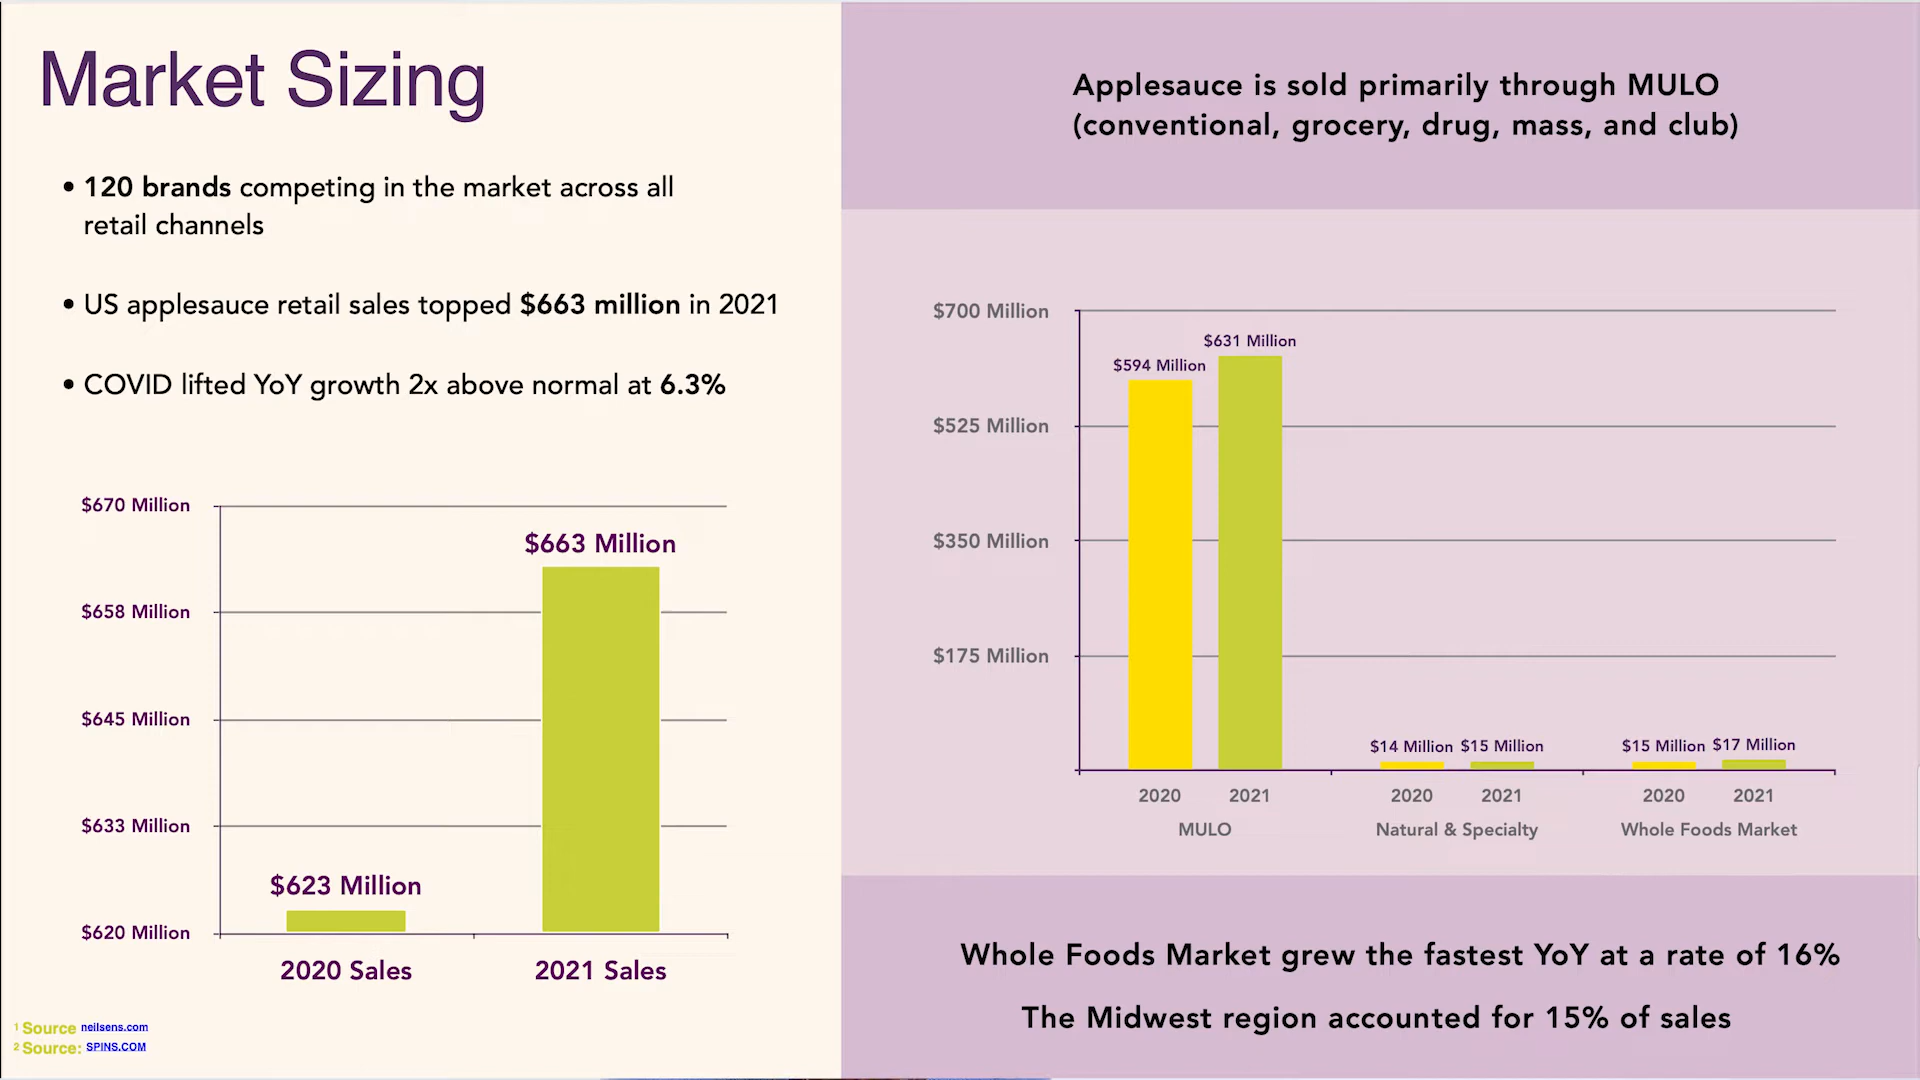 Market Sizing
• 120 brands competing in the market across all
retail channels
• US applesauce retail sales topped $663 million in 2021
• COVID lifted YoY growth 2x above normal at 6.3%
$670 Million
$663 Million
$658 Million
$645 Million
$633 Million
$623 Million
$620 Million
2020 Sales 2021 Sales
1 Source neilsens.com
2 Source: SPINS.COM
Applesauce is sold primarily through MULO
(conventional, grocery, drug, mass, and club)
$700 Million
$631 Million
$594 Million
$525 Million
$350 Million
$175 Million
$14 Million $15 Million $15 Million $17 Million
2020 2021 2020 2021 2020 2021
MULO Natural & Specialty Whole Foods Market
Whole Foods Market grew the fastest YoY at a rate of 16%
The Midwest region accounted for 15% of sales